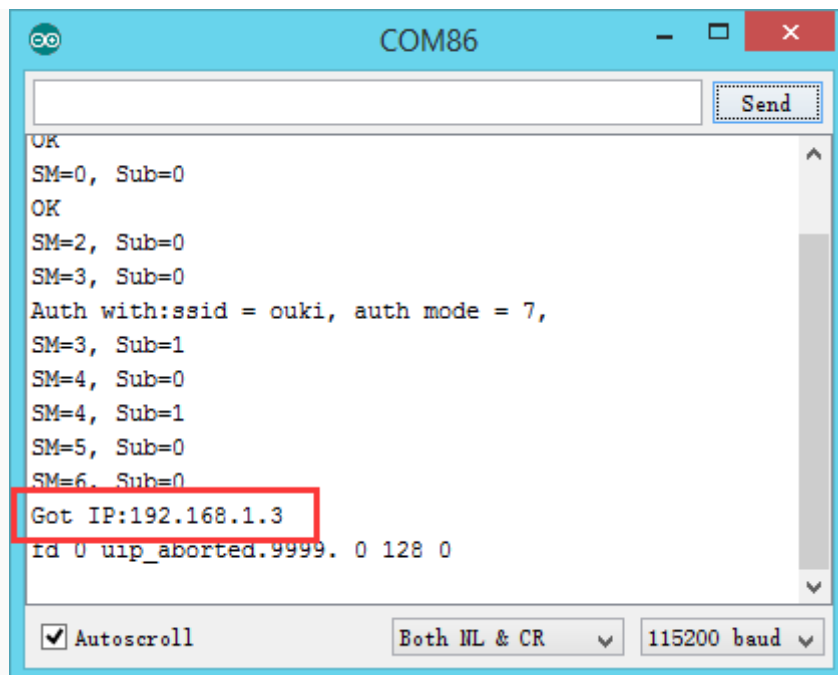 COM86
Send
OK
SM=0, Sub=0
OK
SM=2, Sub=0
SM=3, Sub=0
Auth with:ssid = ouki, auth mode = 7,
SM=3, Sub=1
SM=4, Sub=0
SM=4, Sub=1
SM=5, Sub=0
SM=6, Sub=0
Got IP:192.168.1.3
fd 0 uip_aborted.9999. 0 128 0
Autoscroll
Both NL & CR
115200 baud